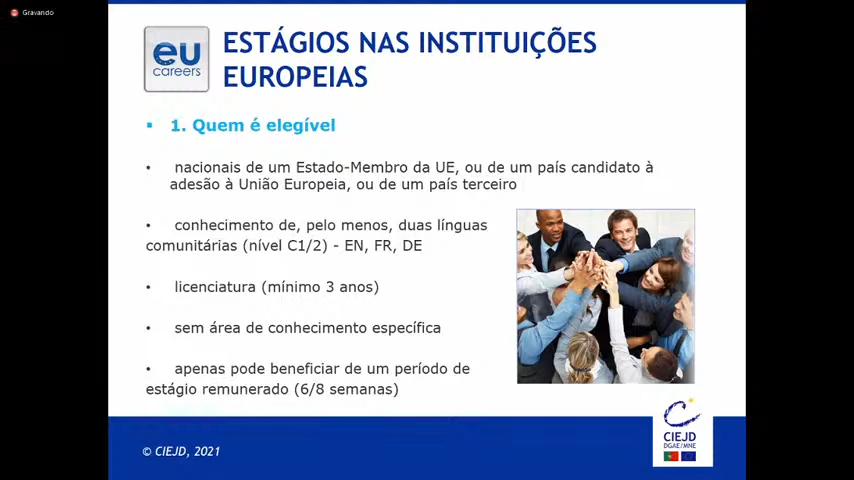 Gravando
eu
careers
ESTÁGIOS NAS INSTITUIÇÕES
EUROPEIAS
1. Quem é elegível
nacionais de um Estado-Membro da UE, ou de um país candidato à
adesão à União Europeia, ou de um país terceiro
conhecimento de, pelo menos, duas línguas
comunitárias (nível C1/2) - EN, FR, DE
licenciatura (mínimo 3 anos)
sem área de conhecimento específica
apenas pode beneficiar de um período de
estágio remunerado (6/8 semanas)
© CIEJD, 2021
CIEJD
DGAE/MNE